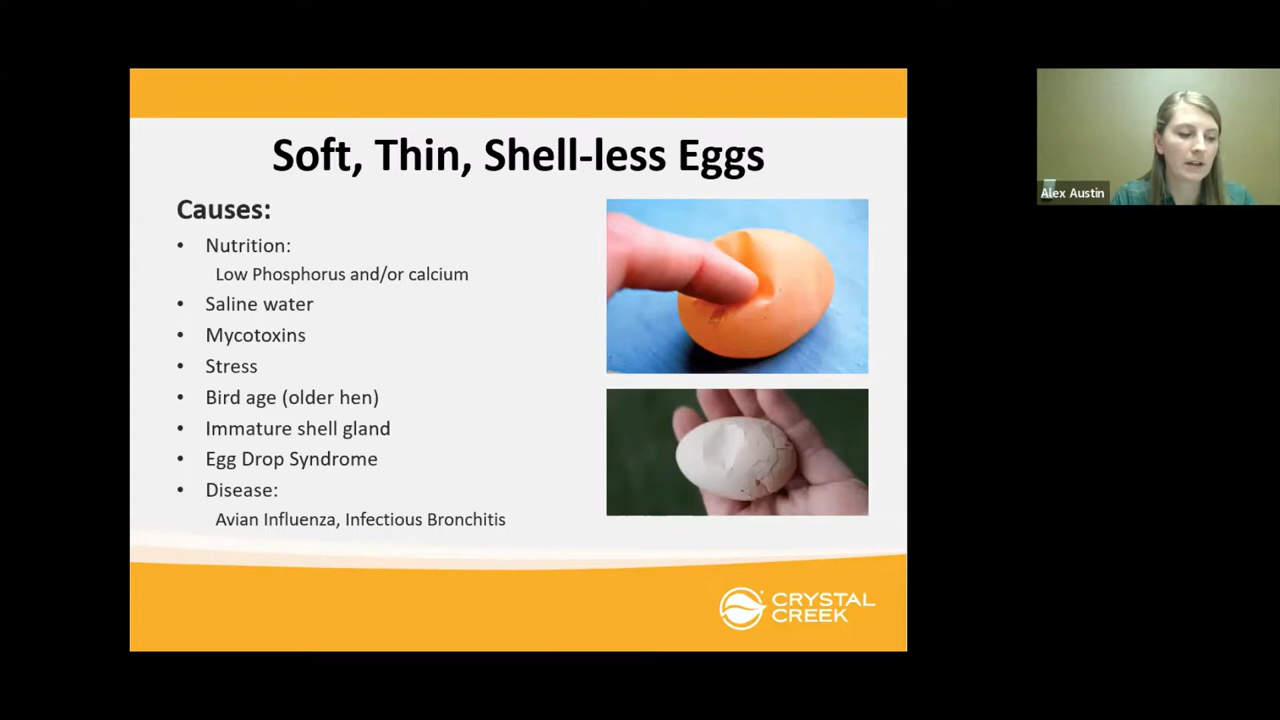 Soft, Thin, Shell-less Eggs
Causes:
• Nutrition:
Low Phosphorus and/or calcium
• Saline water
• Mycotoxins
• Stress
• Bird age (older hen)
• Immature shell gland
• Egg Drop Syndrome
• Disease:
Avian Influenza, Infectious Bronchitis
CRYSTAL
CREEK
Alex Austin